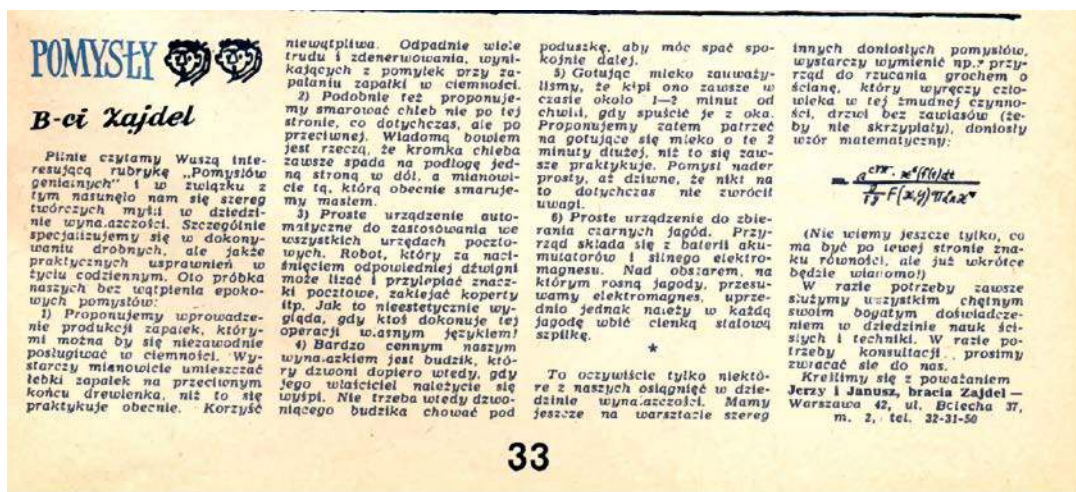 POMYSŁY
B-ci Zajdel
Pilnie czytamy Waszą inte-
resującą rubrykę „Pomysłów
genialnych" i w związku z
tym nasunęło nam się szereg
twórczych myśli w dziedzi-
nie wynalazczości. Szczególnie
specjalizujemy się w dokony-
waniu drobnych, ale jakże
praktycznych usprawnień w
życiu codziennym. Oto próbka
naszych bez wątpienia epoko-
wych pomysłów:
1) Proponujemy wprowadze-
nie produkcji zapałek, który-
mi można by się niezawodnie
posługiwać w ciemności. Wy-
starczy mianowicie umieszczać
łebki zapałek na przeciwnym
końcu drewienka, niż to się
praktykuje obecnie. Korzyść
niewątpliwa. Odpadnie wiele
trudu i zdenerwowania, wyni-
kających z pomyłek przy za-
palaniu zapałki w ciemności.
2) Podobnie też proponuje-
my smarować chleb nie po tej
stronie, co dotychczas, ale po
przeciwnej. Wiadomą bowiem
jest rzeczą, że kromka chleba
zawsze spada na podłogę jed-
ną stroną w dół, a mianowi-
cie tą, którą obecnie smaruje-
my masłem.
3) Proste urządzenie auto-
matyczne do zastosowania we
wszystkich urzędach poczto-
wych. Robot, który za naci-
śnięciem odpowiedniej dźwigni
może lizać i przylepiać znacz-
ki pocztowe, zaklejać koperty
itp. Jak to nieestetycznie wy-
gląda, gdy ktoś dokonuje tej
operacji własnym językiem!
4) Bardzo cennym naszym
wynalazkiem jest budzik, któ-
ry dzwoni dopiero wtedy, gdy
jego właściciel należycie się
wyśpi. Nie trzeba wtedy dzwo-
niącego budzika chować pod
poduszkę, aby móc spać spo-
kojnie dalej.
5) Gotując mleko zauważy-
liśmy, że kipi ono zawsze w
czasie około 1—2 minut od
chwili, gdy spuścić je z oka.
Proponujemy zatem patrzeć
na gotujące się mleko o te 2
minuty dłużej, niż to się zaw-
sze praktykuje. Pomysł nader
prosty, aż dziwne, że nikt na
to dotychczas nie zwrócił
uwagi.
6) Proste urządzenie do zbie-
rania czarnych jagód. Przy-
rząd składa się z baterii aku-
mulatorów i silnego elektro-
magnesu. Nad obszarem, na
którym rosną jagody, przesu-
wamy elektromagnes, uprze-
dnio jednak należy w każdą
jagodę wbić cienką stalową
szpilkę.
*
To oczywiście tylko niektó-
re z naszych osiągnięć w dzie-
dzinie wynalazczości. Mamy
jeszcze na warsztacie szereg
innych doniosłych pomysłów,
wystarczy wymienić np.: przy-
rząd do rzucania grochem o
ścianę, który wyręczy czło-
wieka w tej żmudnej czynno-
ści, drzwi bez zawiasów (że-
by nie skrzypiały), doniosły
wzór matematyczny:
(Nie wiemy jeszcze tylko, co
ma być po lewej stronie zna-
ku równości, ale już wkrótce
będzie wiadomo!)
W razie potrzeby zawsze
służymy wszystkim chętnym
swoim bogatym doświadcze-
niem w dziedzinie nauk ści-
słych i techniki. W razie po-
trzeby konsultacji prosimy
zwracać się do nas.
Kreślimy się z poważaniem
Jerzy i Janusz, bracia Zajdel —
Warszawa 42, ul. Bciecha 37,
m. 2, tel. 32-31-50
33